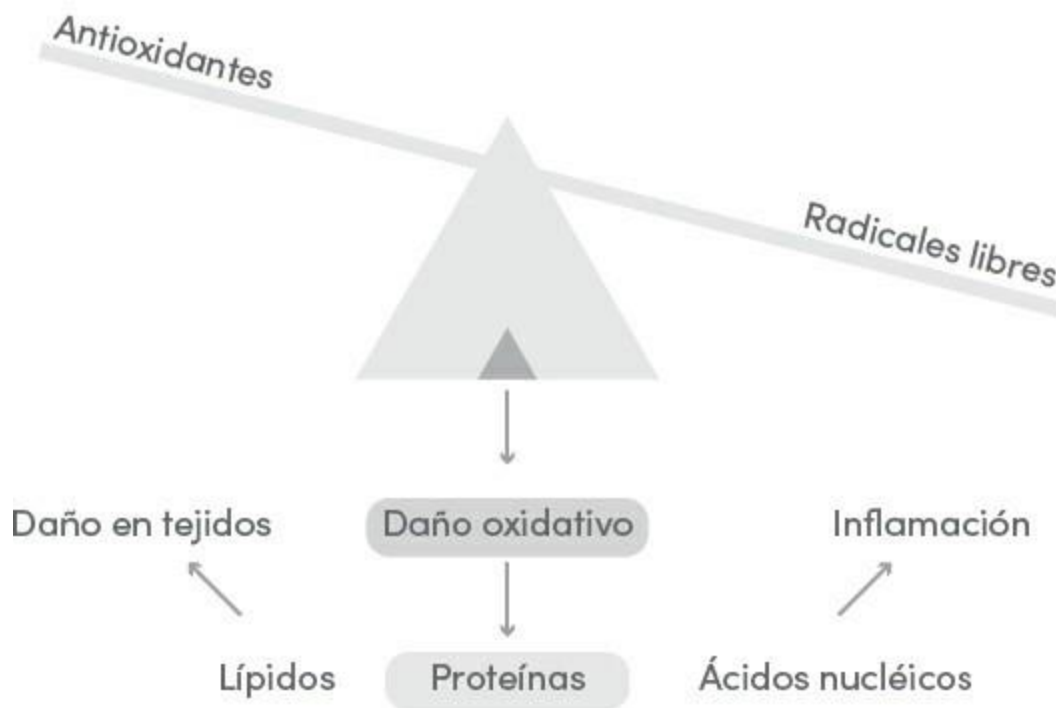 Antioxidantes
Radicales libres
Daño en tejidos
Daño oxidativo
Inflamación
Lípidos
Proteínas
Ácidos nucléicos